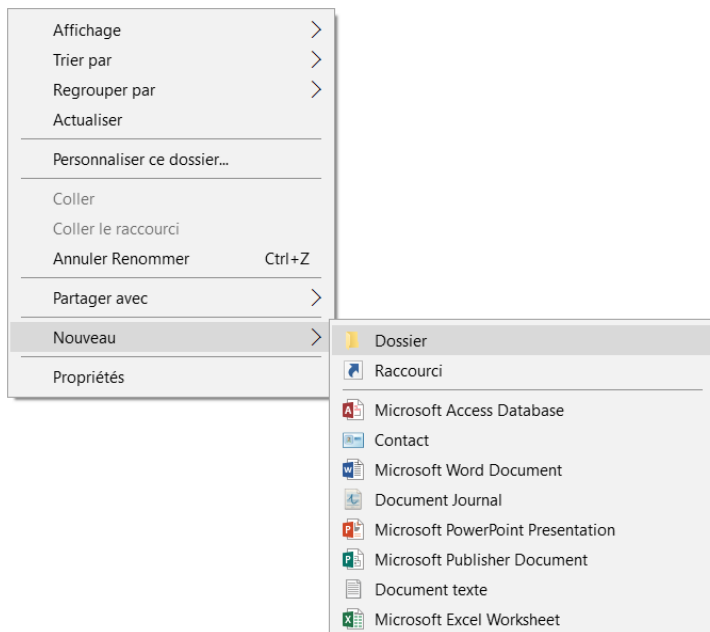 Affichage
Trier par
Regrouper par
Actualiser
Personnaliser ce dossier...
Coller
Coller le raccourci
Annuler Renommer Ctrl+Z
Partager avec
Nouveau
Propriétés
Dossier
Raccourci
Microsoft Access Database
Contact
Microsoft Word Document
Document Journal
Microsoft PowerPoint Presentation
Microsoft Publisher Document
Document texte
Microsoft Excel Worksheet